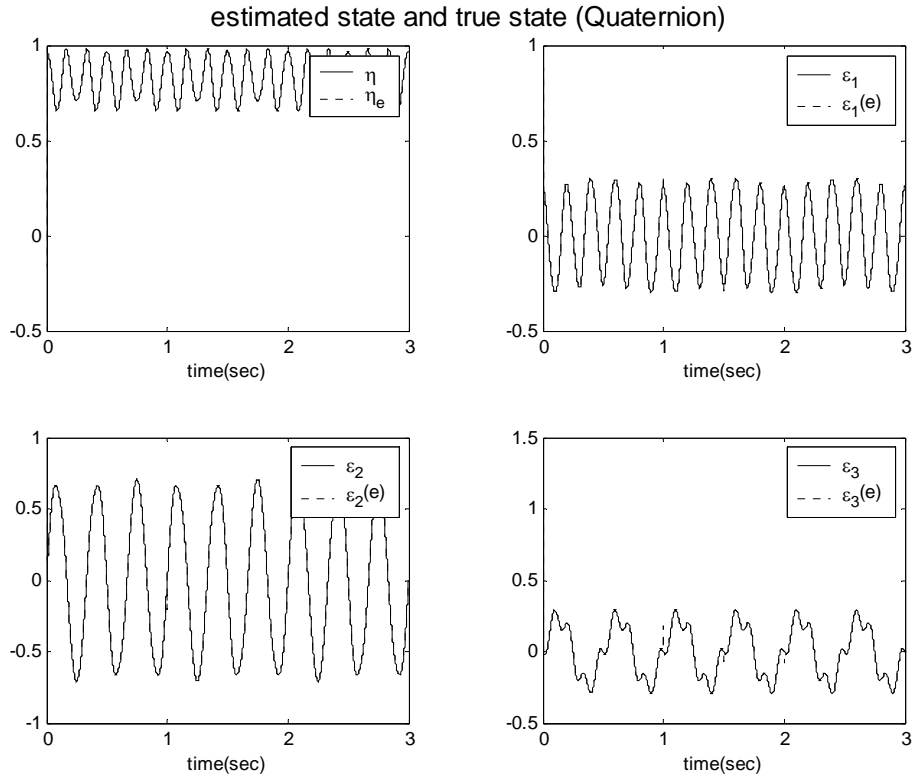 estimated state and true state (Quaternion)
1
0.5
0
-0.5
0
1
2
3
time(sec)
η
ηe
1
0.5
0
-0.5
0
1
2
3
time(sec)
ε1
ε1(e)
1
0.5
0
-0.5
-1
0
1
2
3
time(sec)
ε2
ε2(e)
1.5
1
0.5
0
-0.5
0
1
2
3
time(sec)
ε3
ε3(e)